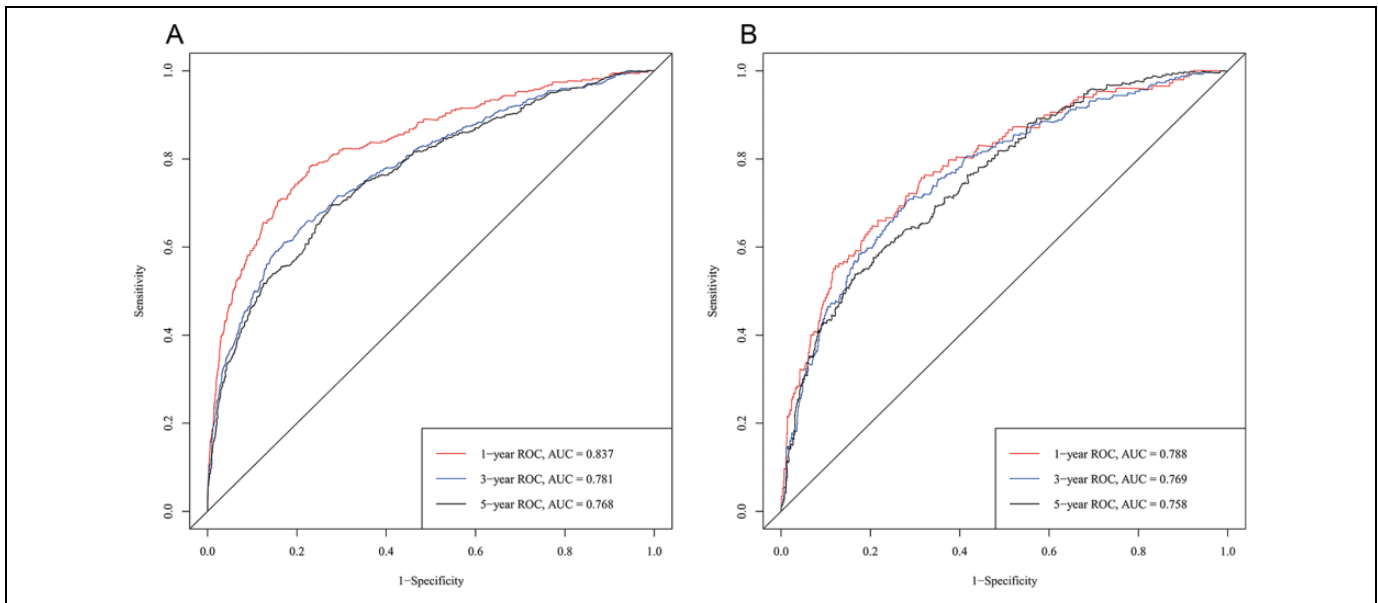 A
B
Sensitivity
1.0
0.8
0.6
0.4
0.2
0.0
1−year ROC, AUC = 0.837
3−year ROC, AUC = 0.781
5−year ROC, AUC = 0.768
0.0 0.2 0.4 0.6 0.8 1.0
1−Specificity
Sensitivity
1.0
0.8
0.6
0.4
0.2
0.0
1−year ROC, AUC = 0.788
3−year ROC, AUC = 0.769
5−year ROC, AUC = 0.758
0.0 0.2 0.4 0.6 0.8 1.0
1−Specificity